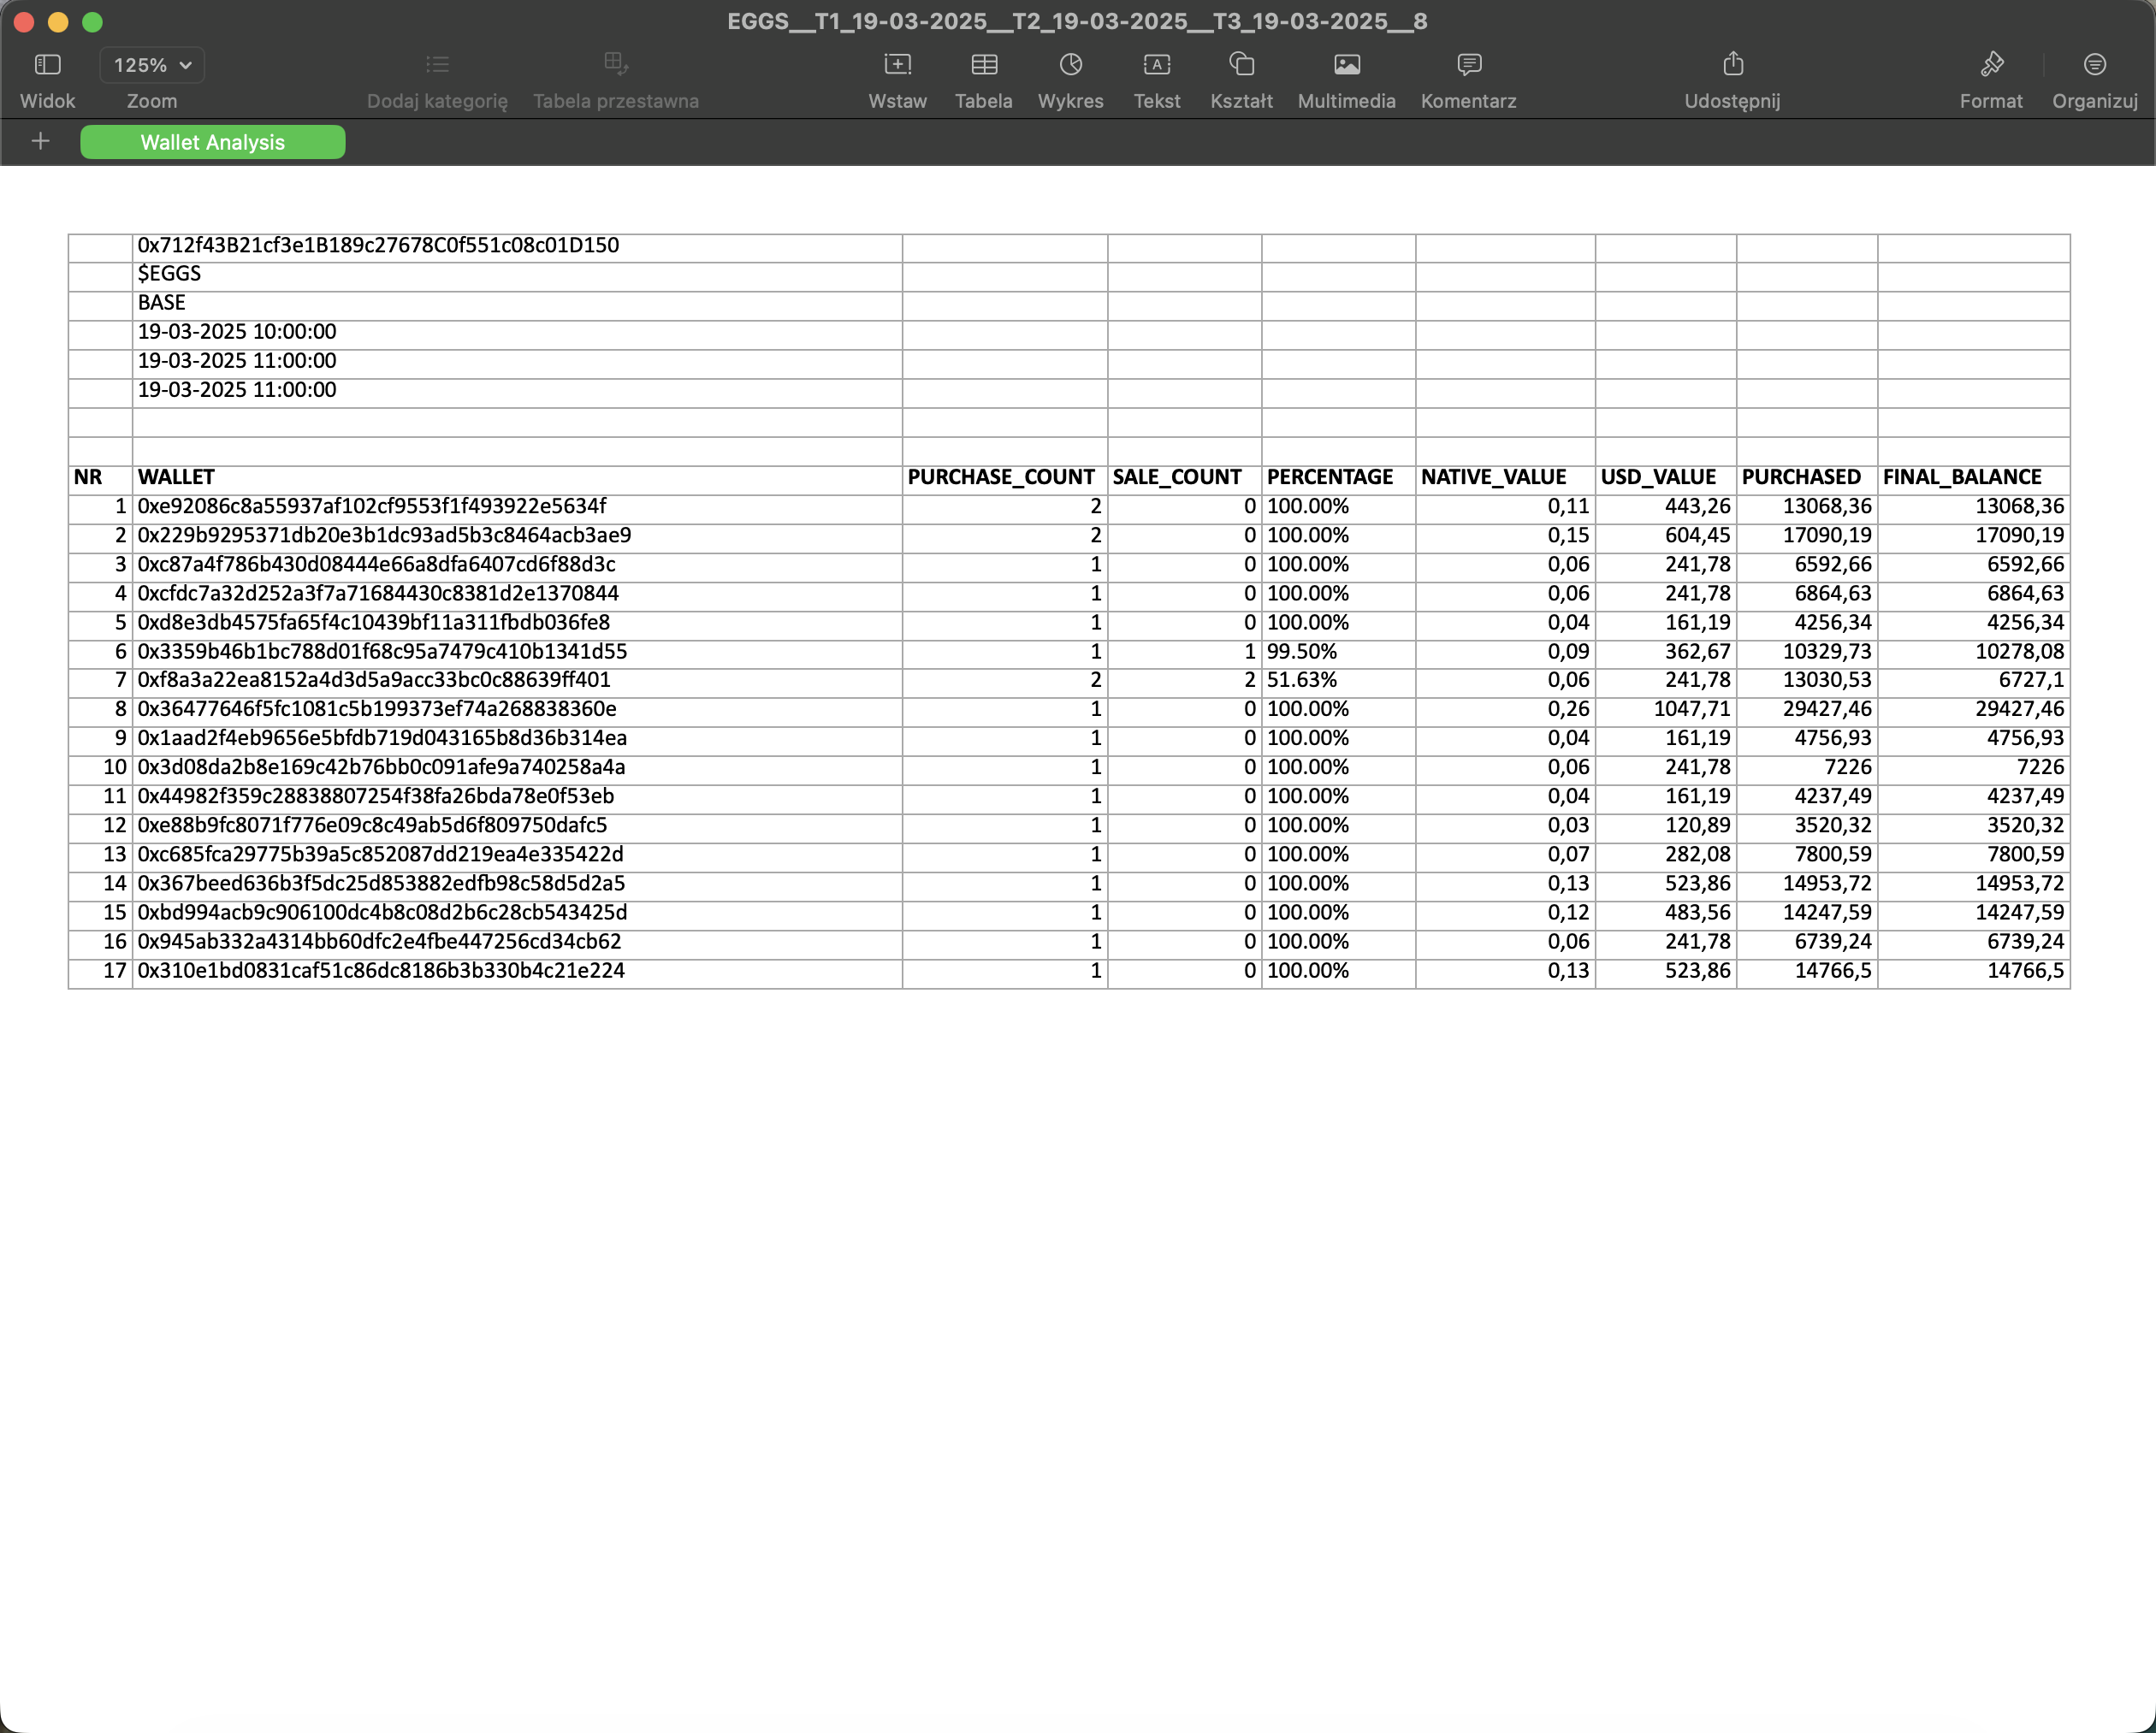 EGGS__T1_19-03-2025__T2_19-03-2025__T3_19-03-2025__8
125%
Widok Zoom Dodaj kategorię Tabela przestawna Wstaw Tabela Wykres Tekst Kształt Multimedia Komentarz Udostępnij Format Organizuj
Wallet Analysis
0x712f43B21cf3e1B189c27678C0f551c08c01D150
$EGGS
BASE
19-03-2025 10:00:00
19-03-2025 11:00:00
19-03-2025 11:00:00
NR WALLET PURCHASE_COUNT SALE_COUNT PERCENTAGE NATIVE_VALUE USD_VALUE PURCHASED FINAL_BALANCE
1 0xe92086c8a55937af102cf9553f1f493922e5634f 2 0 100.00% 0,11 443,26 13068,36 13068,36
2 0x229b9295371db20e3b1dc93ad5b3c8464acb3ae9 2 0 100.00% 0,15 604,45 17090,19 17090,19
3 0xc87a4f786b430d08444e66a8dfa6407cd6f88d3c 1 0 100.00% 0,06 241,78 6592,66 6592,66
4 0xcfdc7a32d252a3f7a71684430c8381d2e1370844 1 0 100.00% 0,06 241,78 6864,63 6864,63
5 0xd8e3db4575fa65f4c10439bf11a311fbdb036fe8 1 0 100.00% 0,04 161,19 4256,34 4256,34
6 0x3359b46b1bc788d01f68c95a7479c410b1341d55 1 1 99.50% 0,09 362,67 10329,73 10278,08
7 0xf8a3a22ea8152a4d3d5a9acc33bc0c88639ff401 2 2 51.63% 0,06 241,78 13030,53 6727,1
8 0x36477646f5fc1081c5b199373ef74a268838360e 1 0 100.00% 0,26 1047,71 29427,46 29427,46
9 0x1aad2f4eb9656e5bfdb719d043165b8d36b314ea 1 0 100.00% 0,04 161,19 4756,93 4756,93
10 0x3d08da2b8e169c42b76bb0c091afe9a740258a4a 1 0 100.00% 0,06 241,78 7226 7226
11 0x44982f359c28838807254f38fa26bda78e0f53eb 1 0 100.00% 0,04 161,19 4237,49 4237,49
12 0xe88b9fc8071f776e09c8c49ab5d6f809750dafc5 1 0 100.00% 0,03 120,89 3520,32 3520,32
13 0xc685fca29775b39a5c852087dd219ea4e335422d 1 0 100.00% 0,07 282,08 7800,59 7800,59
14 0x367beed636b3f5dc25d853882edfb98c58d5d2a5 1 0 100.00% 0,13 523,86 14953,72 14953,72
15 0xbd994acb9c906100dc4b8c08d2b6c28cb543425d 1 0 100.00% 0,12 483,56 14247,59 14247,59
16 0x945ab332a4314bb60dfc2e4fbe447256cd34cb62 1 0 100.00% 0,06 241,78 6739,24 6739,24
17 0x310e1bd0831caf51c86dc8186b3b330b4c21e224 1 0 100.00% 0,13 523,86 14766,5 14766,5